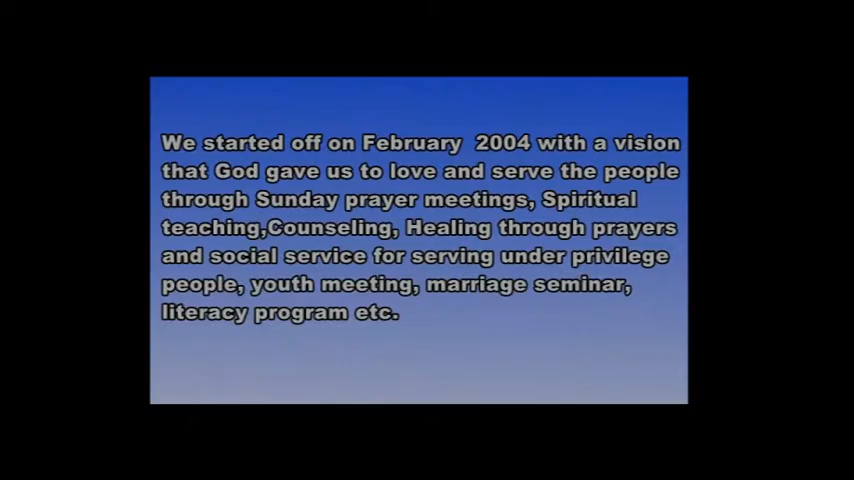 We started off on February  2004 with a vision
that God gave us to love and serve the people
through Sunday prayer meetings, Spiritual
teaching,Counseling, Healing through prayers
and social service for serving under privilege
people, youth meeting, marriage seminar,
literacy program etc.